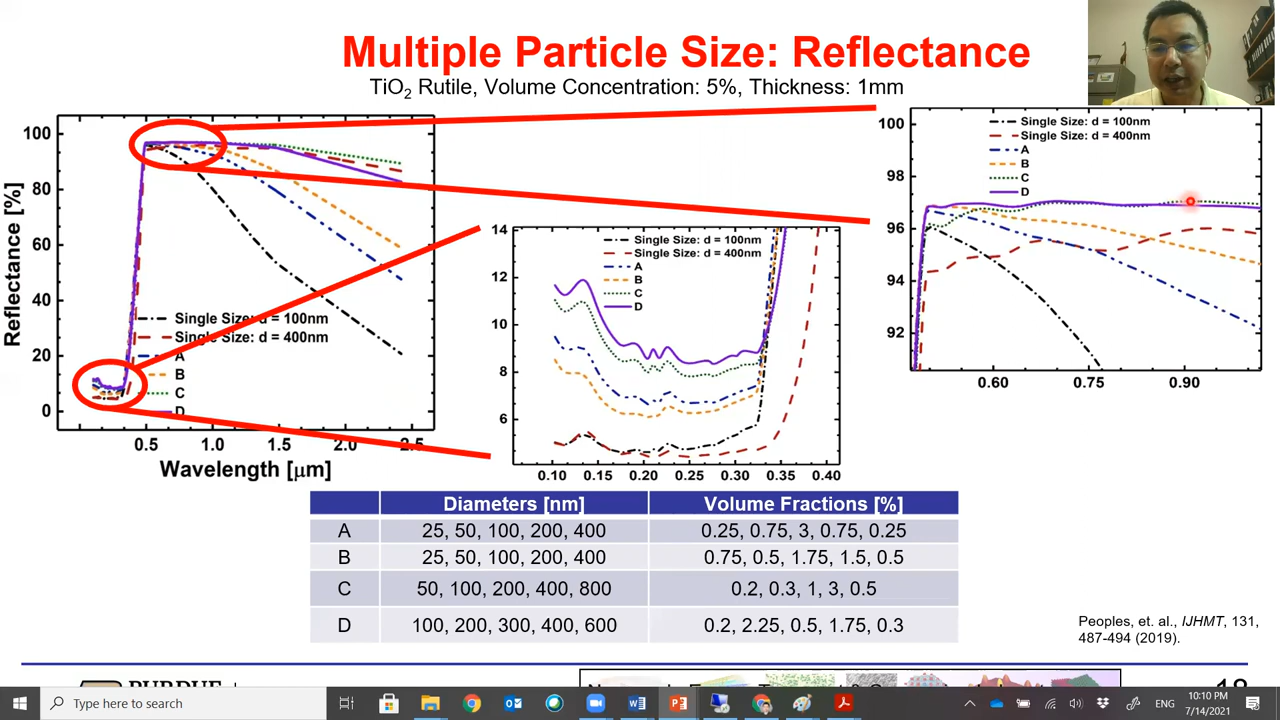 Multiple Particle Size: Reflectance
TiO2 Rutile, Volume Concentration: 5%, Thickness: 1mm
Reflectance [%]
100
80
60
40
20
0
Single Size: d = 100nm
Single Size: d = 400nm
A
B
C
D
0.5 1.0 1.5 2.0 2.5
Wavelength [μm]
14
12
10
8
6
Single Size: d = 100nm
Single Size: d = 400nm
A
B
C
D
0.10 0.15 0.20 0.25 0.30 0.35 0.40
100
98
96
94
92
Single Size: d = 100nm
Single Size: d = 400nm
A
B
C
D
0.60 0.75 0.90
Diameters [nm] Volume Fractions [%]
A 25, 50, 100, 200, 400 0.25, 0.75, 3, 0.75, 0.25
B 25, 50, 100, 200, 400 0.75, 0.5, 1.75, 1.5, 0.5
C 50, 100, 200, 400, 800 0.2, 0.3, 1, 3, 0.5
D 100, 200, 300, 400, 600 0.2, 2.25, 0.5, 1.75, 0.3
Peoples, et. al., IJHMT, 131,
487-494 (2019).
PURDUE
Type here to search
ENG
10:10 PM
7/14/2021